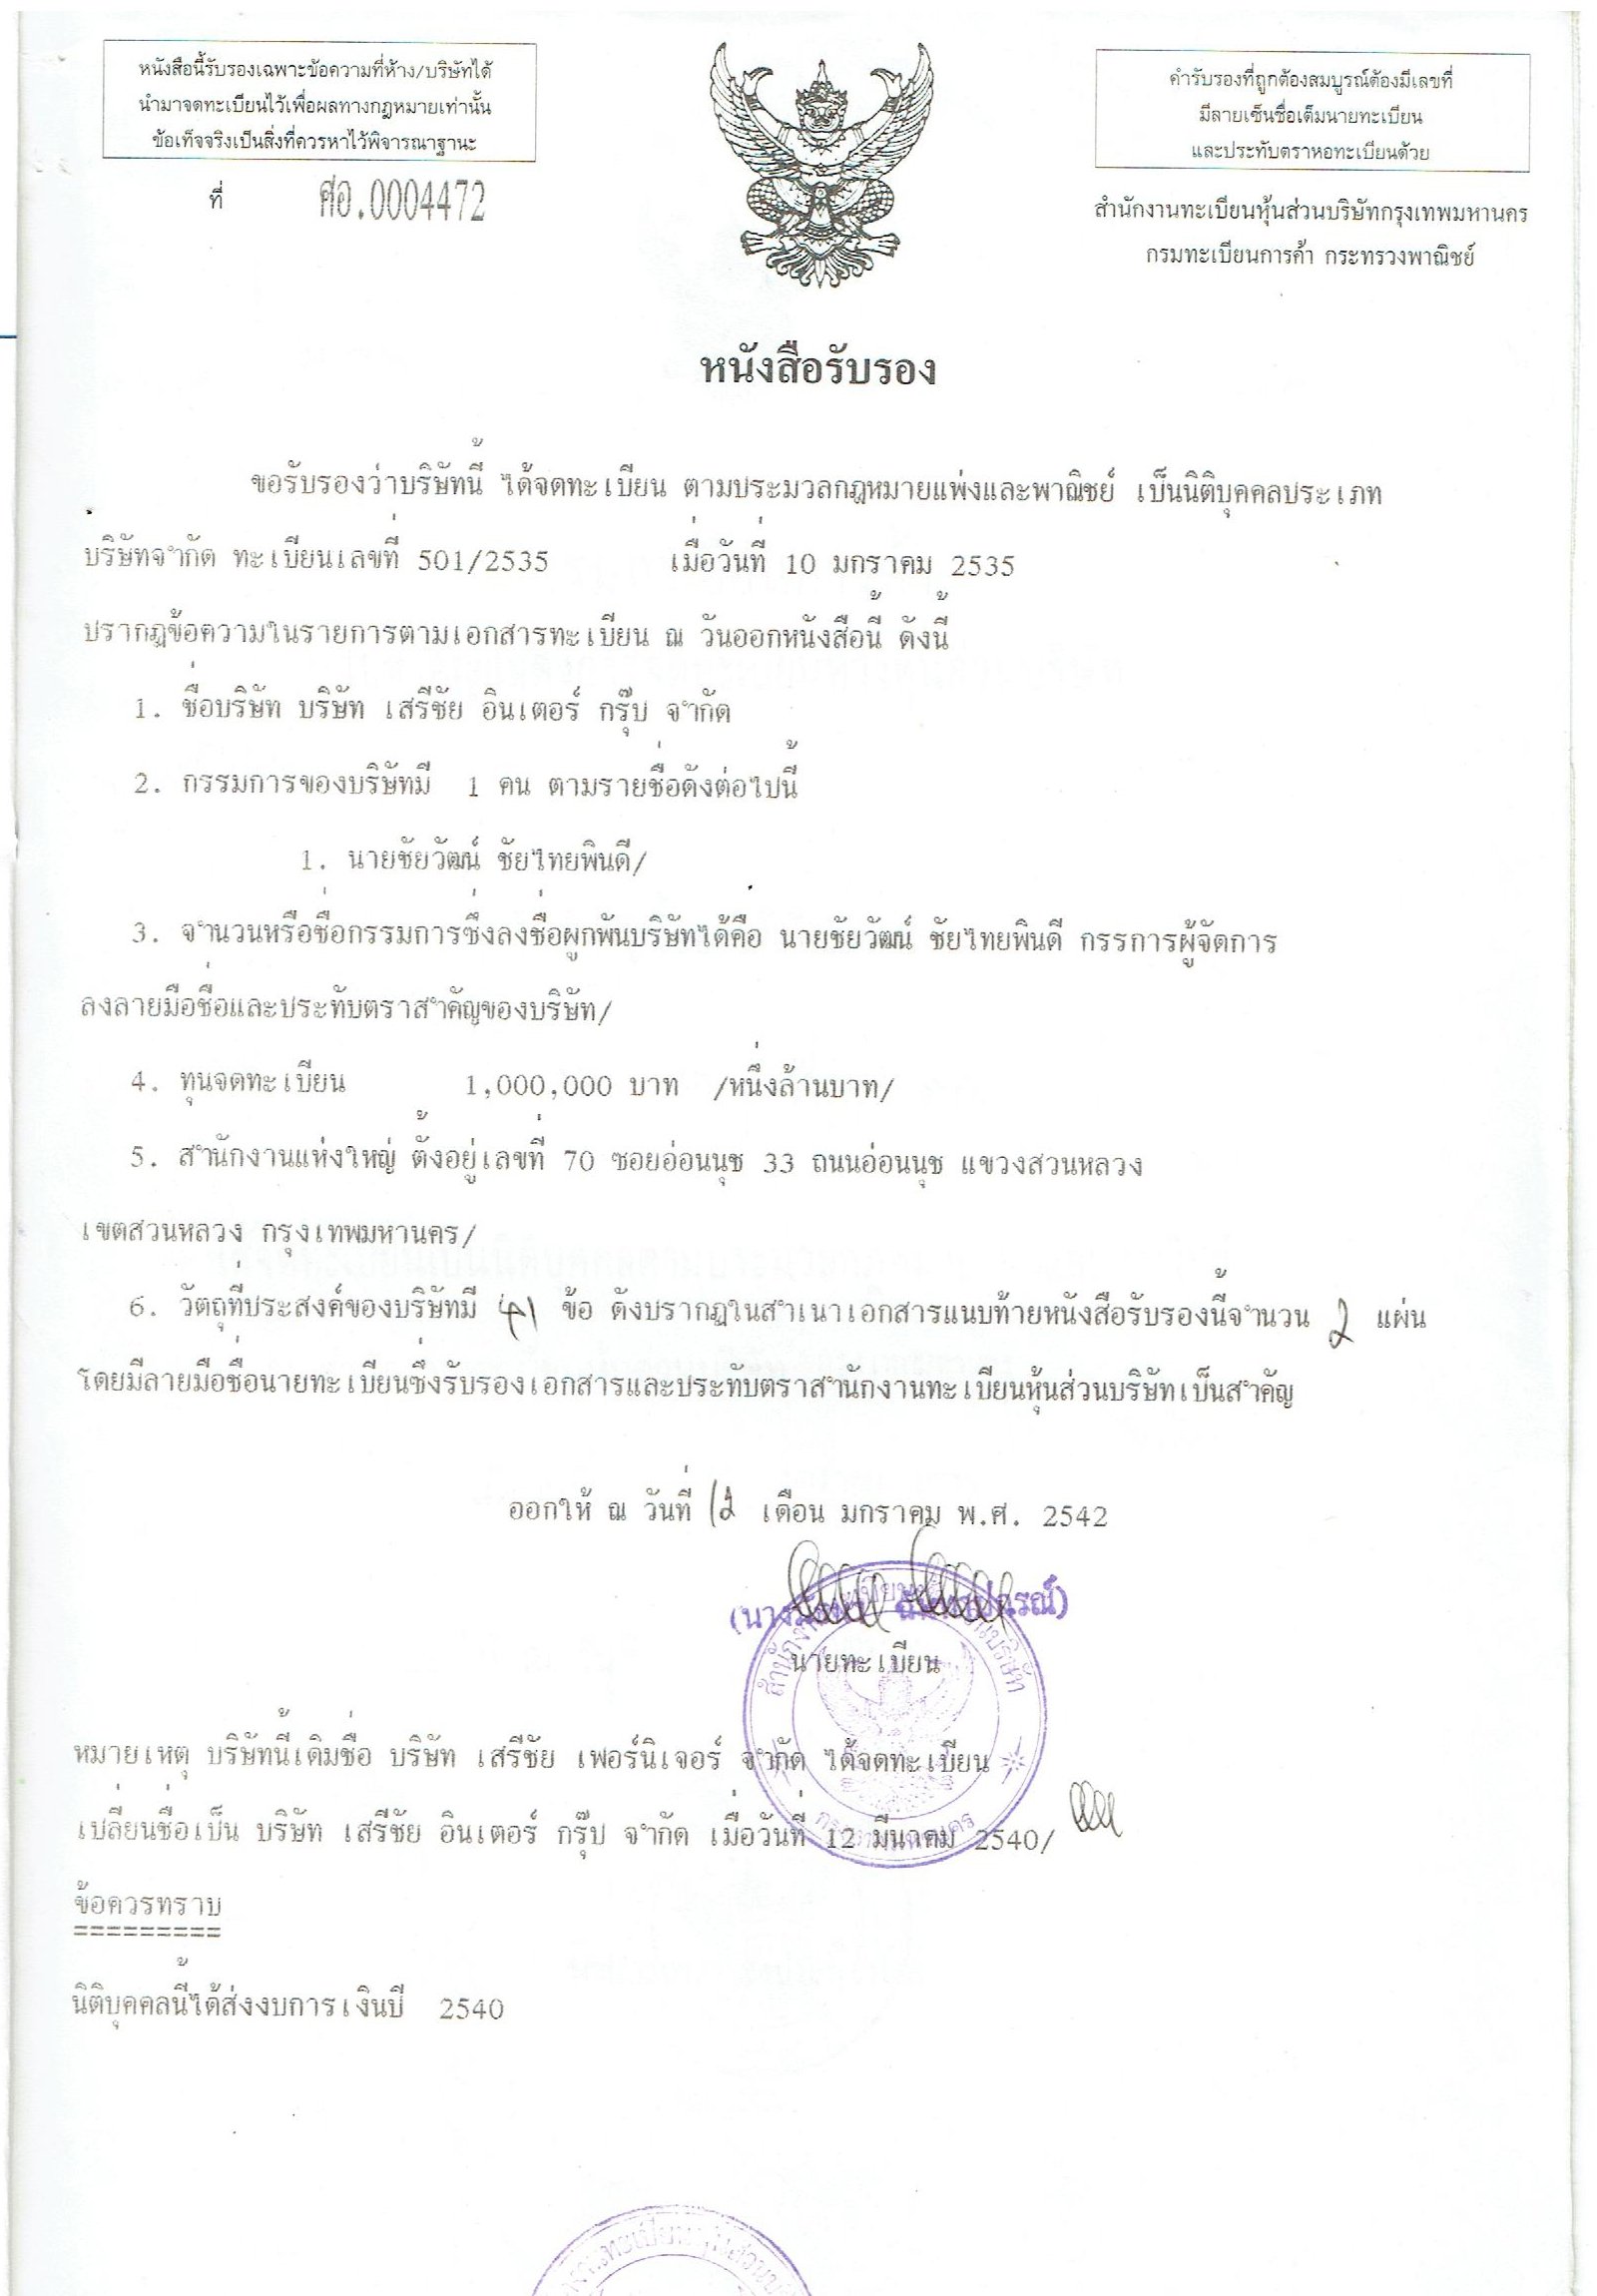 หนังสือนี้รับรองเฉพาะข้อความที่ห้าง/บริษัทได้
นำมาจดทะเบียนไว้เพื่อผลทางกฎหมายเท่านั้น
ข้อเท็จจริงเป็นสิ่งที่ควรหาไว้พิจารณาฐานะ
ที่ ศอ.0004472
คำรับรองที่ถูกต้องสมบูรณ์ต้องมีเลขที่
มีลายเซ็นชื่อเต็มนายทะเบียน
และประทับตราหอทะเบียนด้วย
สำนักงานทะเบียนหุ้นส่วนบริษัทกรุงเทพมหานคร
กรมทะเบียนการค้า กระทรวงพาณิชย์
หนังสือรับรอง
ขอรับรองว่าบริษัทนี้ ได้จดทะเบียน ตามประมวลกฎหมายแพ่งและพาณิชย์ เป็นนิติบุคคลประเภท
บริษัทจำกัด ทะเบียนเลขที่ 501/2535 เมื่อวันที่ 10 มกราคม 2535
ปรากฏข้อความในรายการตามเอกสารทะเบียน ณ วันออกหนังสือนี้ ดังนี้
1. ชื่อบริษัท บริษัท เสรีชัย อินเตอร์ กรุ๊ป จำกัด
2. กรรมการของบริษัทมี 1 คน ตามรายชื่อดังต่อไปนี้
1. นายชัยวัฒน์ ชัยไทยพินดี/
3. จำนวนหรือชื่อกรรมการซึ่งลงชื่อผูกพันบริษัทได้คือ นายชัยวัฒน์ ชัยไทยพินดี กรรการผู้จัดการ
ลงลายมือชื่อและประทับตราสำคัญของบริษัท/
4. ทุนจดทะเบียน 1,000,000 บาท /หนึ่งล้านบาท/
5. สำนักงานแห่งใหญ่ ตั้งอยู่เลขที่ 70 ซอยอ่อนนุช 33 ถนนอ่อนนุช แขวงสวนหลวง
เขตสวนหลวง กรุงเทพมหานคร/
6. วัตถุที่ประสงค์ของบริษัทมี 41 ข้อ ดังปรากฏในสำเนาเอกสารแนบท้ายหนังสือรับรองนี้จำนวน 2 แผ่น
โดยมีลายมือชื่อนายทะเบียนซึ่งรับรองเอกสารและประทับตราสำนักงานทะเบียนหุ้นส่วนบริษัทเป็นสำคัญ
ออกให้ ณ วันที่ 12 เดือน มกราคม พ.ศ. 2542
นายทะเบียน
หมายเหตุ บริษัทนี้เดิมชื่อ บริษัท เสรีชัย เฟอร์นิเจอร์ จำกัด ได้จดทะเบียน
เปลี่ยนชื่อเป็น บริษัท เสรีชัย อินเตอร์ กรุ๊ป จำกัด เมื่อวันที่ 12 มีนาคม 2540/
ข้อควรทราบ
=========
นิติบุคคลนี้ได้ส่งงบการเงินปี 2540